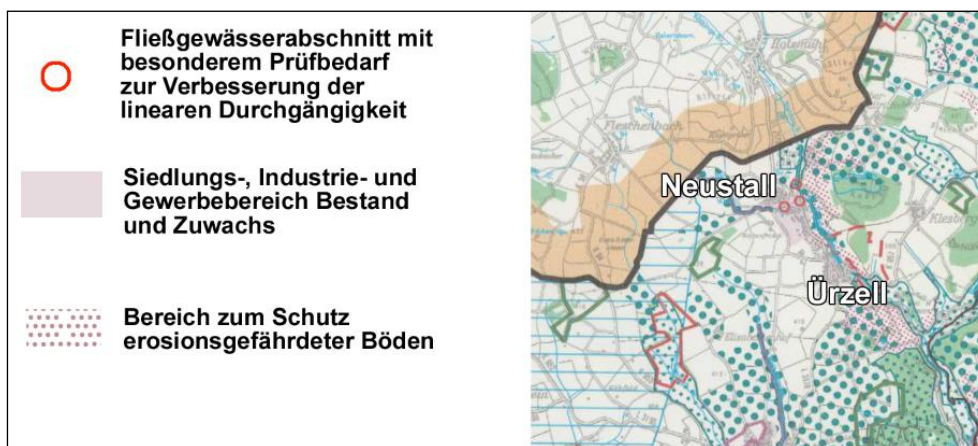 Fließgewässerabschnitt mit
besonderem Prüfbedarf
zur Verbesserung der
linearen Durchgängigkeit
Siedlungs-, Industrie- und
Gewerbebereich Bestand
und Zuwachs
Bereich zum Schutz
erosionsgefährdeter Böden
Fleschenbach
Neustall
Ürzell